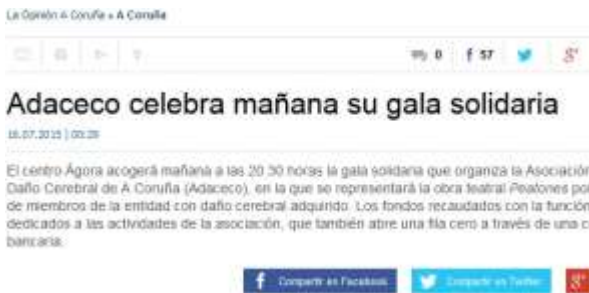 La Opinión A Coruña » A Coruña
0 f 57 g+
Adaceco celebra mañana su gala solidaria
16.07.2015 | 00:29
El centro Ágora acogerá mañana a las 20.30 horas la gala solidaria que organiza la Asociación
Daño Cerebral de A Coruña (Adaceco), en la que se representará la obra teatral Peatones po
de miembros de la entidad con daño cerebral adquirido. Los fondos recaudados con la función
dedicados a las actividades de la asociación, que también abre una fila cero a través de una c
bancaria.
f Compartir en Facebook Compartir en Twitter g+